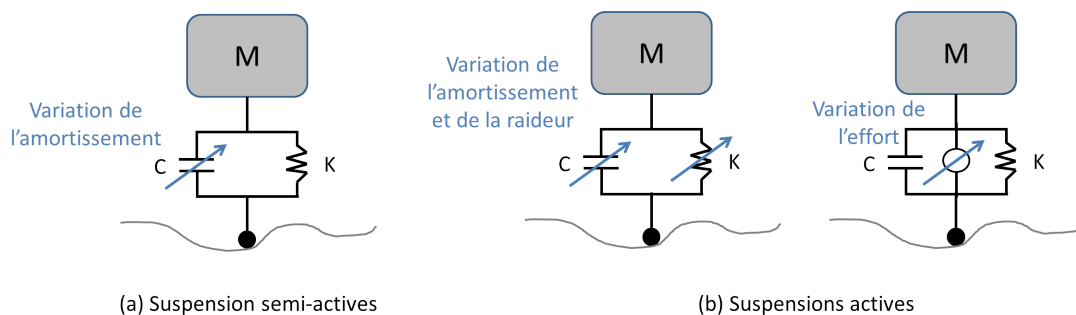 M
Variation de
l'amortissement
C
K
(a) Suspension semi-actives
M
Variation de
l'amortissement
et de la raideur
C
K
M
Variation de
l'effort
C
K
(b) Suspensions actives